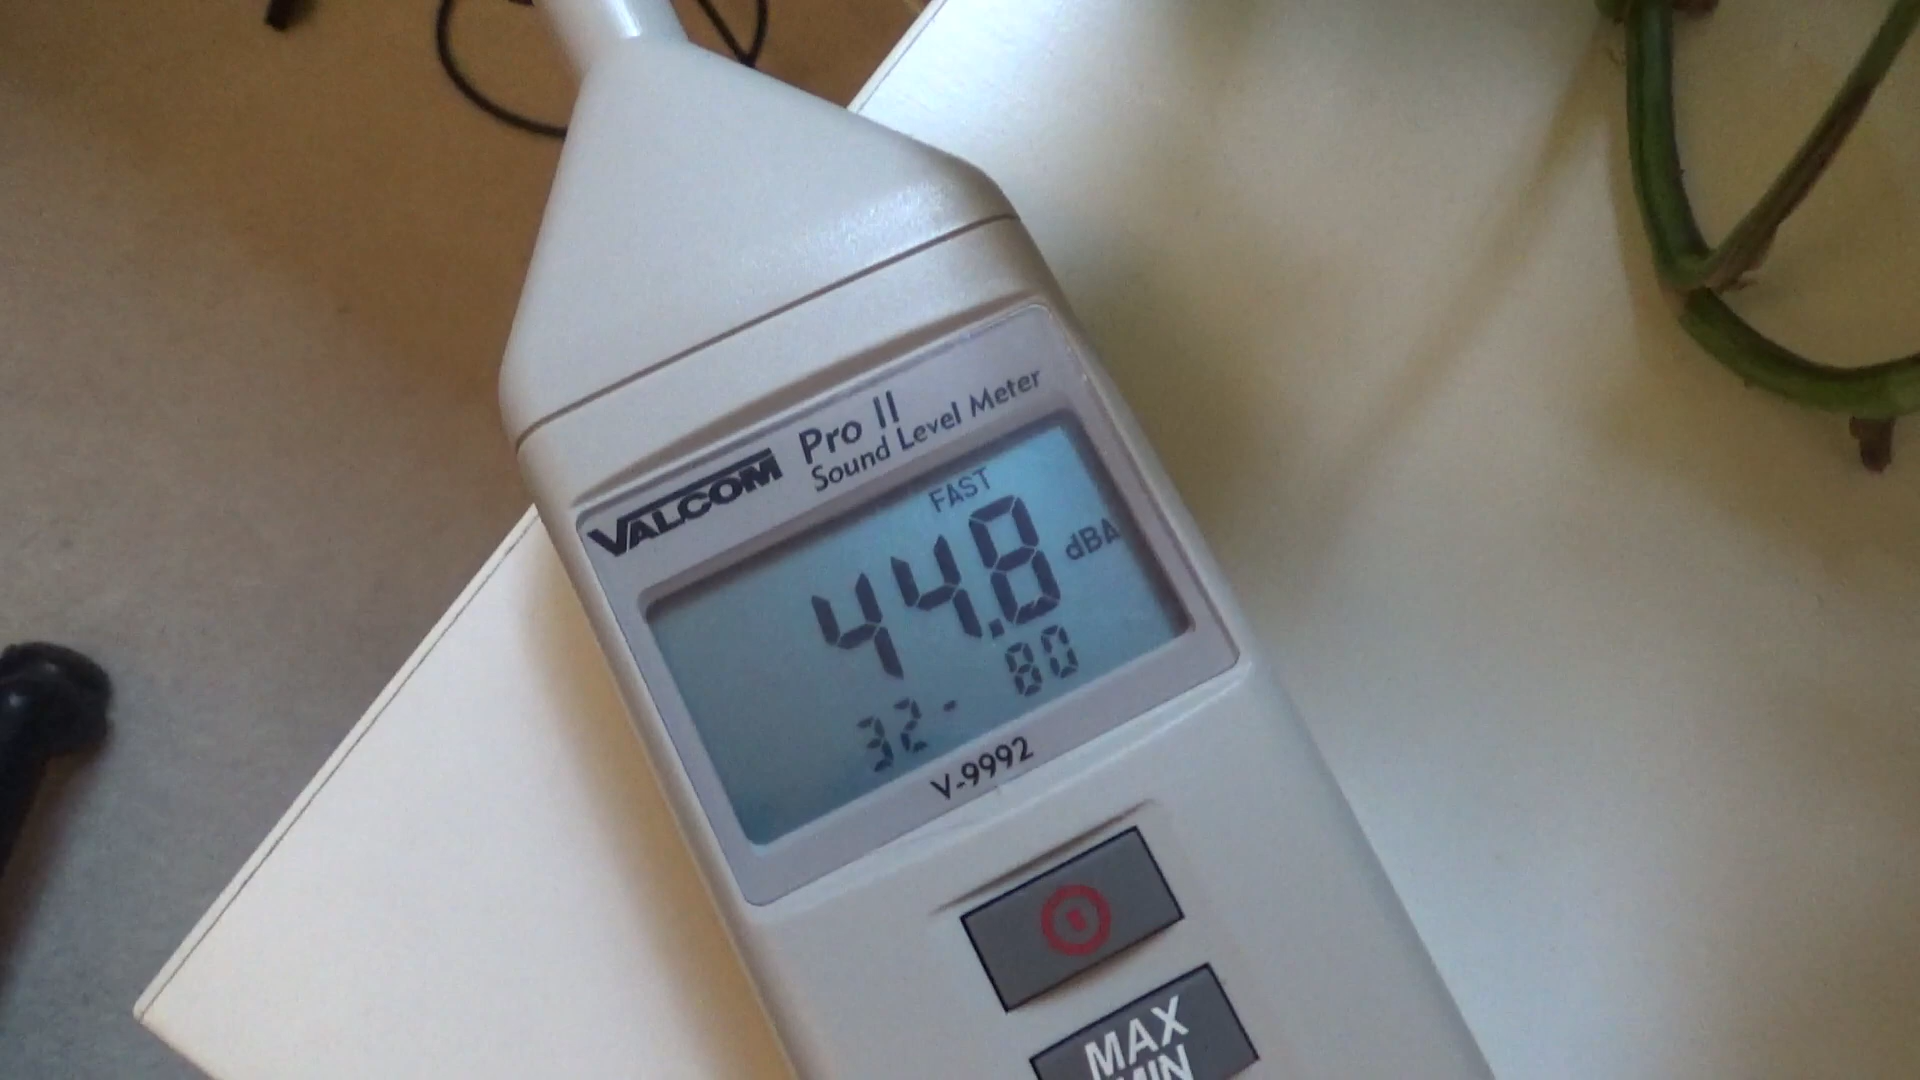 VALCOM Pro II
Sound Level Meter
FAST
44.8 dBA
32- 80
V-9992
MAX
MIN